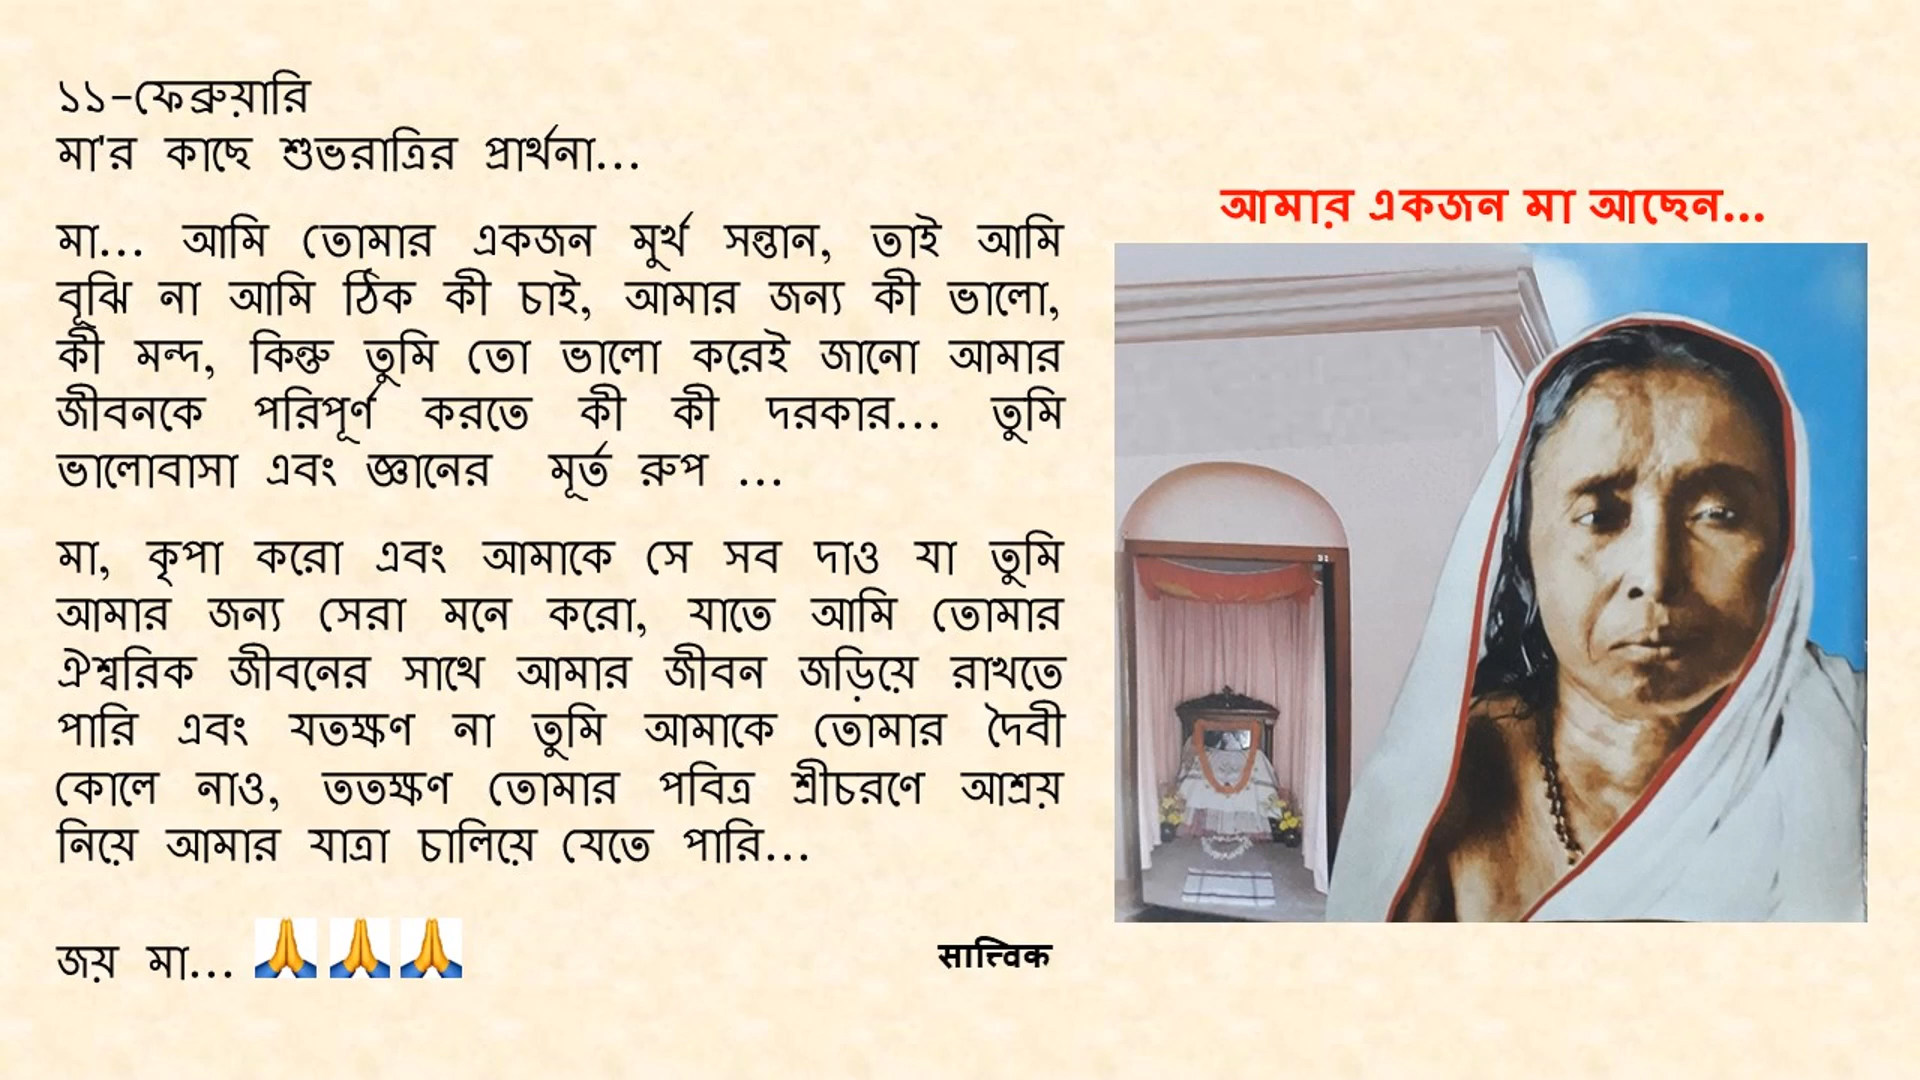 ১১-ফেব্রুয়ারি
মা'র কাছে শুভরাত্রির প্রার্থনা...
আমার একজন মা আছেন...
মা... আমি তোমার একজন মুর্খ সন্তান, তাই আমি
বূঝি না আমি ঠিক কী চাই, আমার জন্য কী ভালো,
কী মন্দ, কিন্তু তুমি তো ভালো করেই জানো আমার
জীবনকে পরিপূর্ণ করতে কী কী দরকার... তুমি
ভালোবাসা এবং জ্ঞানের মূর্ত রুপ ...
মা, কৃপা করো এবং আমাকে সে সব দাও যা তুমি
আমার জন্য সেরা মনে করো, যাতে আমি তোমার
ঐশ্বরিক জীবনের সাথে আমার জীবন জড়িয়ে রাখতে
পারি এবং যতক্ষণ না তুমি আমাকে তোমার দৈবী
কোলে নাও, ততক্ষণ তোমার পবিত্র শ্রীচরণে আশ্রয়
নিয়ে আমার যাত্রা চালিয়ে যেতে পারি...
জয় মা... 🙏🙏🙏
सात्त्विक